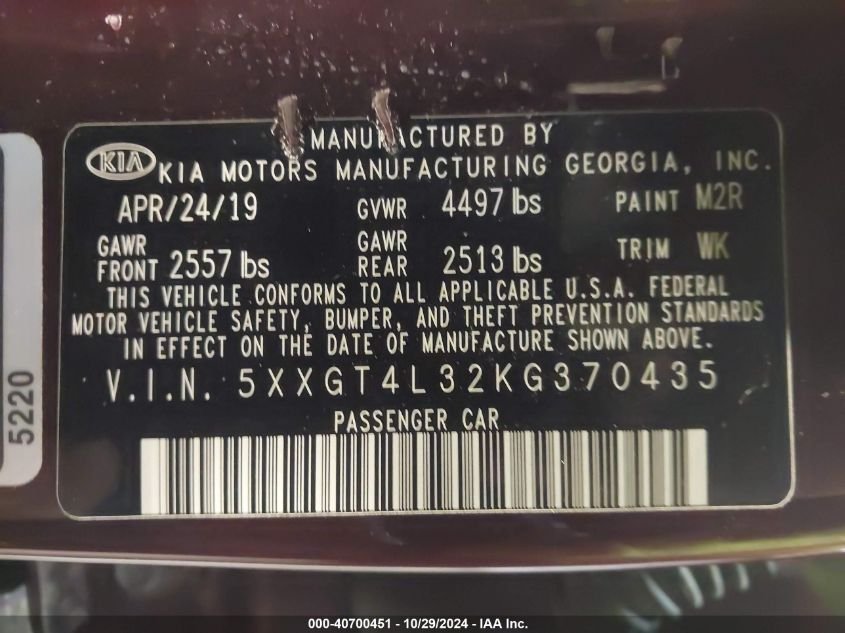 MANUFACTURED BY
KIA KIA MOTORS MANUFACTURING GEORGIA, INC.
APR/24/19 GVWR 4497 lbs PAINT M2R
GAWR FRONT 2557 lbs GAWR REAR 2513 lbs TRIM WK
THIS VEHICLE CONFORMS TO ALL APPLICABLE U.S.A. FEDERAL
MOTOR VEHICLE SAFETY, BUMPER, AND THEFT PREVENTION STANDARDS
IN EFFECT ON THE DATE OF MANUFACTURE SHOWN ABOVE.
V.I.N. 5XXGT4L32KG370435
PASSENGER CAR
5220
000-40700451 - 10/29/2024 - IAA Inc.